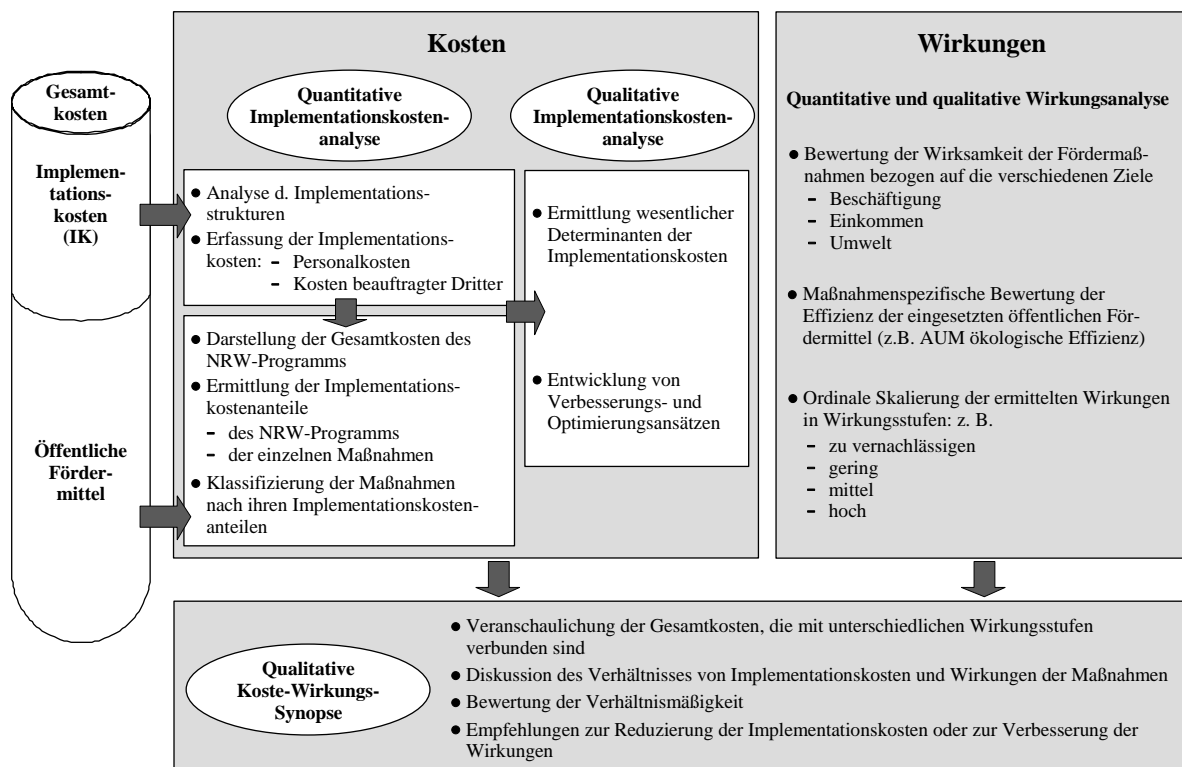 Gesamt-
kosten
Implemen-
tations-
kosten
(IK)
Öffentliche
Förder-
mittel
Kosten
Quantitative
Implementationskosten-
analyse
Qualitative
Implementationskosten-
analyse
● Analyse d. Implementations-
strukturen
● Erfassung der Implementations-
kosten: - Personalkosten
- Kosten beauftragter Dritter
● Darstellung der Gesamtkosten des
NRW-Programms
● Ermittlung der Implementations-
kostenanteile
- des NRW-Programms
- der einzelnen Maßnahmen
● Klassifizierung der Maßnahmen
nach ihren Implementationskosten-
anteilen
● Ermittlung wesentlicher
Determinanten der
Implementationskosten
● Entwicklung von
Verbesserungs- und
Optimierungsansätzen
Wirkungen
Quantitative und qualitative Wirkungsanalyse
● Bewertung der Wirksamkeit der Fördermaß-
nahmen bezogen auf die verschiedenen Ziele
- Beschäftigung
- Einkommen
- Umwelt
● Maßnahmenspezifische Bewertung der
Effizienz der eingesetzten öffentlichen För-
dermittel (z.B. AUM ökologische Effizienz)
● Ordinale Skalierung der ermittelten Wirkungen
in Wirkungsstufen: z. B.
- zu vernachlässigen
- gering
- mittel
- hoch
Qualitative
Koste-Wirkungs-
Synopse
● Veranschaulichung der Gesamtkosten, die mit unterschiedlichen Wirkungsstufen
verbunden sind
● Diskussion des Verhältnisses von Implementationskosten und Wirkungen der Maßnahmen
● Bewertung der Verhältnismäßigkeit
● Empfehlungen zur Reduzierung der Implementationskosten oder zur Verbesserung der
Wirkungen